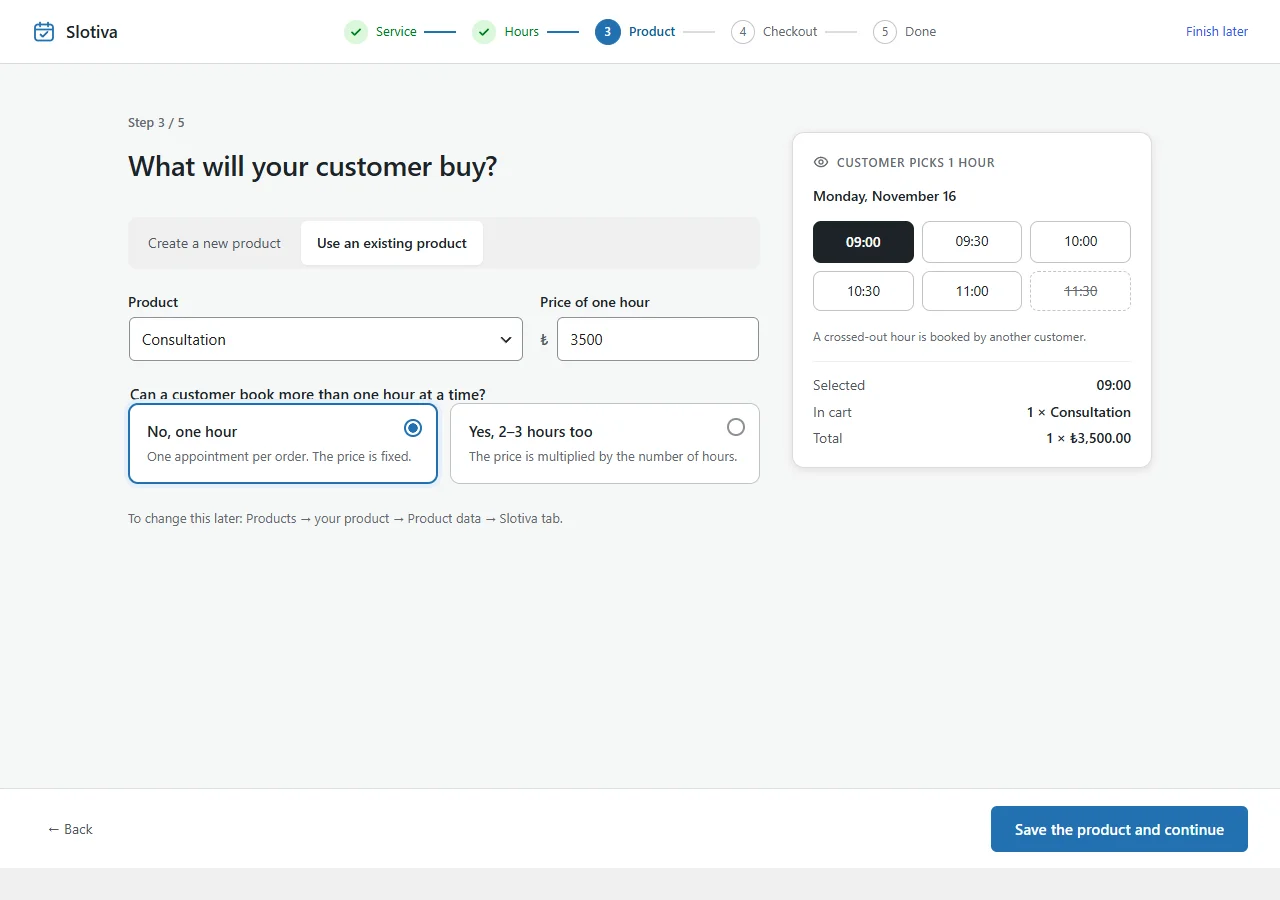 Slotiva
Service
Hours
3 Product
4 Checkout
5 Done
Finish later
Step 3 / 5
What will your customer buy?
Create a new product
Use an existing product
Product
Price of one hour
Consultation
₺ 3500
Can a customer book more than one hour at a time?
No, one hour
One appointment per order. The price is fixed.
Yes, 2–3 hours too
The price is multiplied by the number of hours.
To change this later: Products → your product → Product data → Slotiva tab.
CUSTOMER PICKS 1 HOUR
Monday, November 16
09:00 09:30 10:00
10:30 11:00 11:30
A crossed-out hour is booked by another customer.
Selected 09:00
In cart 1 × Consultation
Total 1 × ₺3,500.00
← Back
Save the product and continue